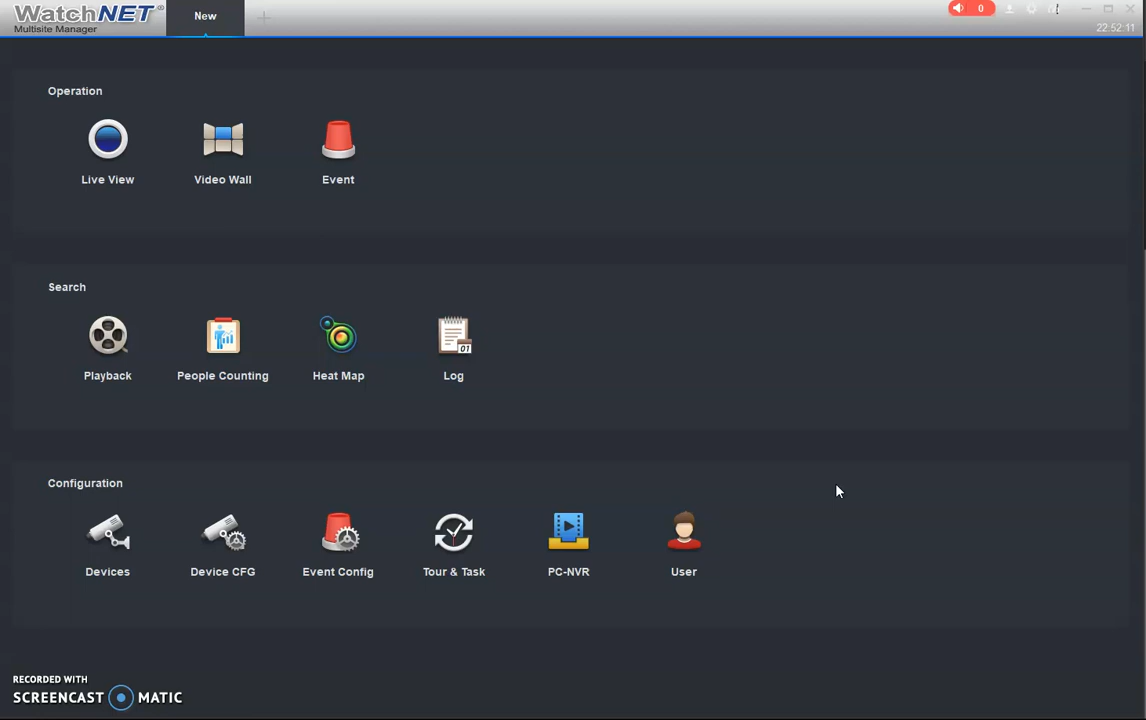 WatchNET®
Multisite Manager
New
0
22:52:11
Operation
Live View
Video Wall
Event
Search
Playback
People Counting
Heat Map
01
Log
Configuration
Devices
Device CFG
Event Config
Tour & Task
PC-NVR
User
RECORDED WITH
SCREENCAST MATIC